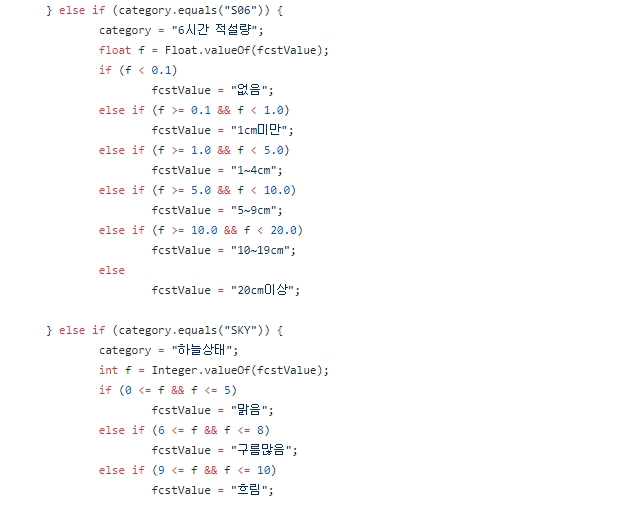 } else if (category.equals("S06")) {
category = "6시간 적설량";
float f = Float.valueOf(fcstValue);
if (f < 0.1)
fcstValue = "없음";
else if (f >= 0.1 && f < 1.0)
fcstValue = "1cm미만";
else if (f >= 1.0 && f < 5.0)
fcstValue = "1~4cm";
else if (f >= 5.0 && f < 10.0)
fcstValue = "5~9cm";
else if (f >= 10.0 && f < 20.0)
fcstValue = "10~19cm";
else
fcstValue = "20cm이상";
} else if (category.equals("SKY")) {
category = "하늘상태";
int f = Integer.valueOf(fcstValue);
if (0 <= f && f <= 5)
fcstValue = "맑음";
else if (6 <= f && f <= 8)
fcstValue = "구름많음";
else if (9 <= f && f <= 10)
fcstValue = "흐림";